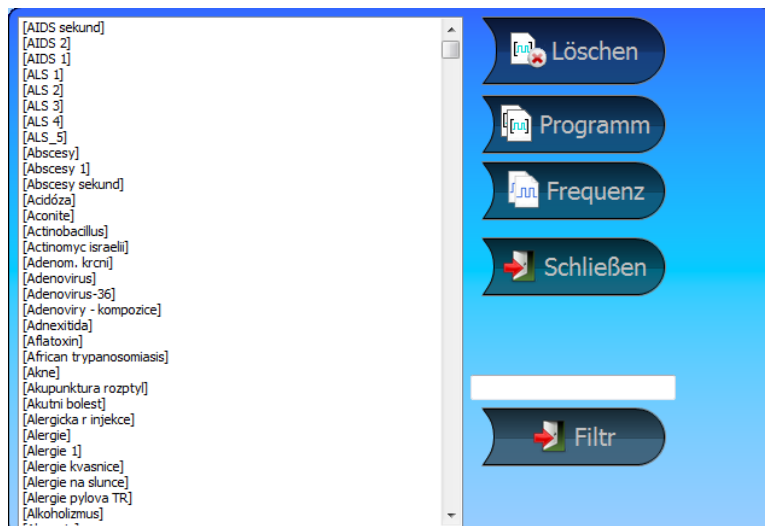 [AIDS sekund]
[AIDS 2]
[AIDS 1]
[ALS 1]
[ALS 2]
[ALS 3]
[ALS 4]
[ALS_5]
[Abscesy]
[Abscesy 1]
[Abscesy sekund]
[Acidóza]
[Aconite]
[Actinobacillus]
[Actinomyc israelii]
[Adenom. krcní]
[Adenovirus]
[Adenovirus-36]
[Adenoviry - kompozice]
[Adnexitida]
[Aflatoxin]
[African trypanosomiasis]
[Akne]
[Akupunktura rozptyl]
[Akutni bolest]
[Alergicka r injekce]
[Alergie]
[Alergie 1]
[Alergie kvasnice]
[Alergie na slunce]
[Alergie pylova TR]
[Alkoholizmus]
Löschen
Programm
Frequenz
Schließen
Filtr